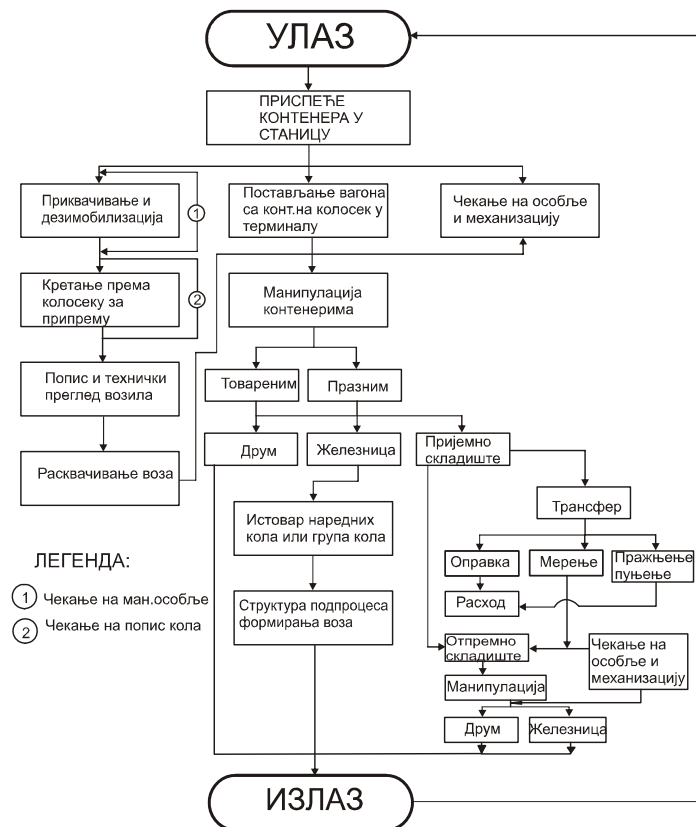 УЛАЗ
ПРИСПЕЋЕ
КОНТЕНЕРА У
СТАНИЦУ
Приквачивање и
дезимобилизација
1
Постављање вагона
са конт.на колосек у
терминалу
Чекање на особље
и механизацију
Кретање према
колосеку за
припрему
2
Манипулација
контенерима
Попис и технички
преглед возила
Товареним
Празним
Расквачивање воза
Друм
Железница
Пријемно
складиште
Трансфер
Истовар наредних
кола или група кола
Оправка
Мерење
Пражњење
пуњење
Расход
ЛЕГЕНДА:
1 Чекање на ман.особље
2 Чекање на попис кола
Структура подпроцеса
формирања воза
Отпремно
складиште
Чекање на
особље и
механизацију
Манипулација
Друм
Железница
ИЗЛАЗ